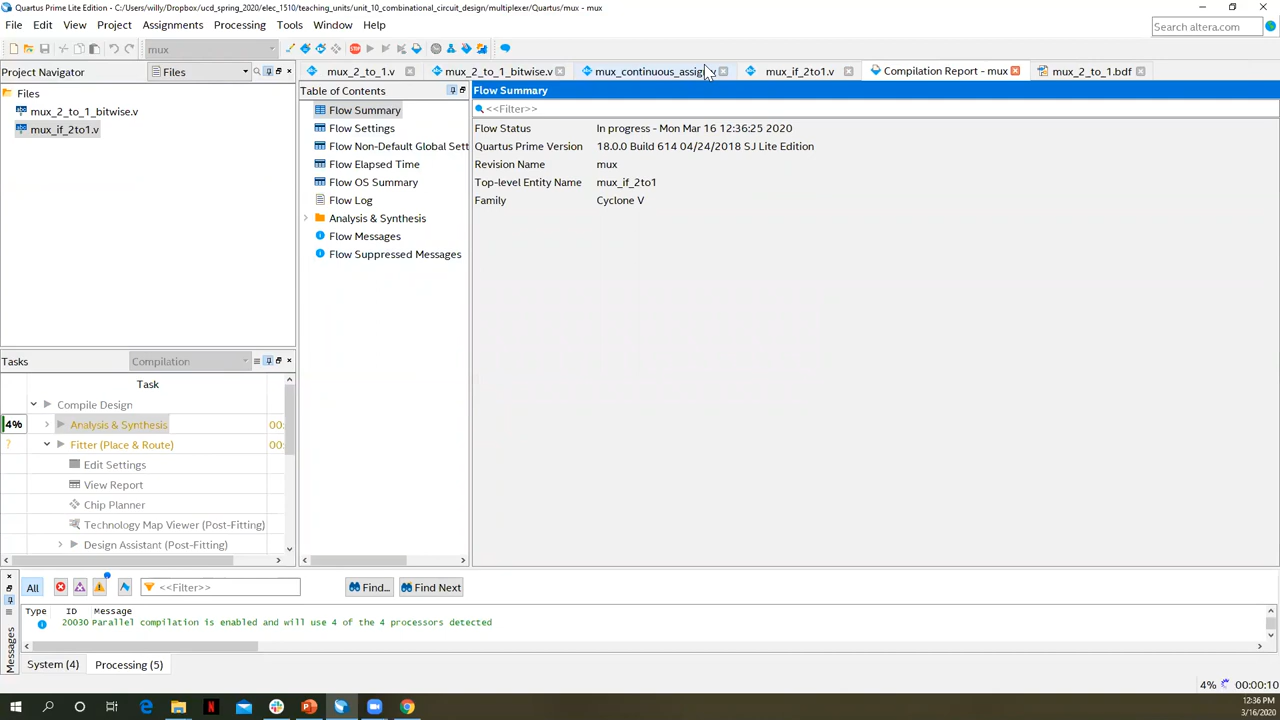 Quartus Prime Lite Edition - C:/Users/willy/Dropbox/ucd_spring_2020/elec_1510/teaching_units/unit_10_combinational_circuit_design/multiplexer/Quartus/mux - mux
File Edit View Project Assignments Processing Tools Window Help
Search altera.com
mux
Project Navigator Files
mux_2_to_1.v mux_2_to_1_bitwise.v mux_continuous_assig mux_if_2to1.v Compilation Report - mux mux_2_to_1.bdf
Files
mux_2_to_1_bitwise.v
mux_if_2to1.v
Table of Contents
Flow Summary
Flow Settings
Flow Non-Default Global Sett
Flow Elapsed Time
Flow OS Summary
Flow Log
Analysis & Synthesis
Flow Messages
Flow Suppressed Messages
Flow Summary
<<Filter>>
Flow Status In progress - Mon Mar 16 12:36:25 2020
Quartus Prime Version 18.0.0 Build 614 04/24/2018 SJ Lite Edition
Revision Name mux
Top-level Entity Name mux_if_2to1
Family Cyclone V
Tasks Compilation
Task
Compile Design
4% Analysis & Synthesis 00:
? Fitter (Place & Route) 00:
Edit Settings
View Report
Chip Planner
Technology Map Viewer (Post-Fitting)
Design Assistant (Post-Fitting)
All <<Filter>> Find... Find Next
Type ID Message
20030 Parallel compilation is enabled and will use 4 of the 4 processors detected
Messages
System (4) Processing (5)
4% 00:00:10
12:36 PM
3/16/2020